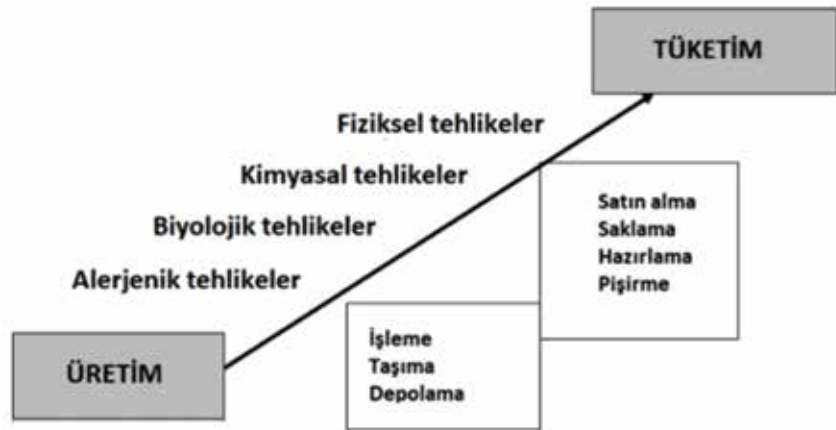 TÜKETİM
Fiziksel tehlikeler
Kimyasal tehlikeler
Biyolojik tehlikeler
Alerjenik tehlikeler
Satın alma
Saklama
Hazırlama
Pişirme
İşleme
Taşıma
Depolama
ÜRETİM